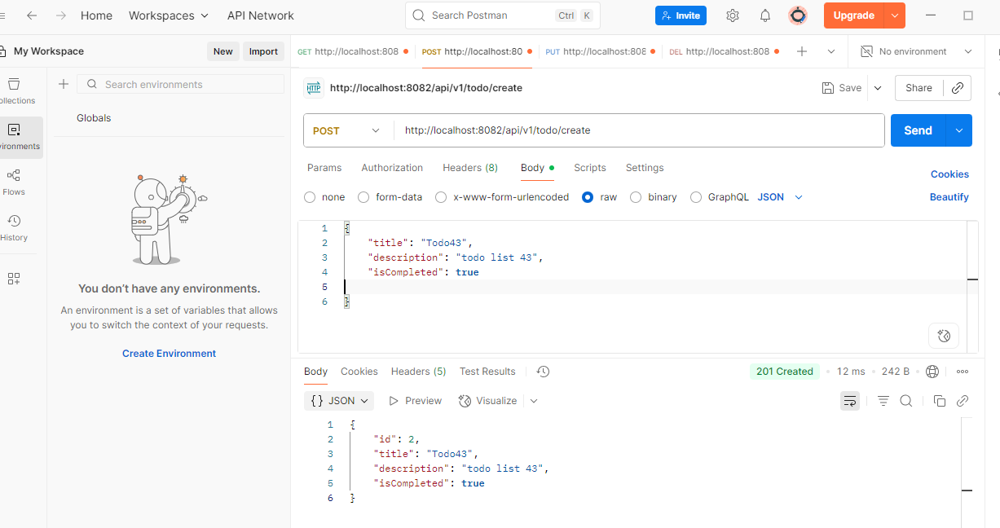 Home Workspaces API Network Search Postman Ctrl K Invite Upgrade
My Workspace New Import GET http://localhost:808 POST http://localhost:80 PUT http://localhost:808 DEL http://localhost:808 No environment
ollections
Search environments
HTTP http://localhost:8082/api/v1/todo/create Save Share
Globals
vironments
POST http://localhost:8082/api/v1/todo/create Send
Flows
Params Authorization Headers (8) Body Scripts Settings Cookies
none form-data x-www-form-urlencoded raw binary GraphQL JSON Beautify
History
1 {
2 "title": "Todo43",
3 "description": "todo list 43",
4 "isCompleted": true
5
6 }
You don’t have any environments.
An environment is a set of variables that allows
you to switch the context of your requests.
Create Environment
Body Cookies Headers (5) Test Results 201 Created 12 ms 242 B
{} JSON Preview Visualize
1 {
2 "id": 2,
3 "title": "Todo43",
4 "description": "todo list 43",
5 "isCompleted": true
6 }